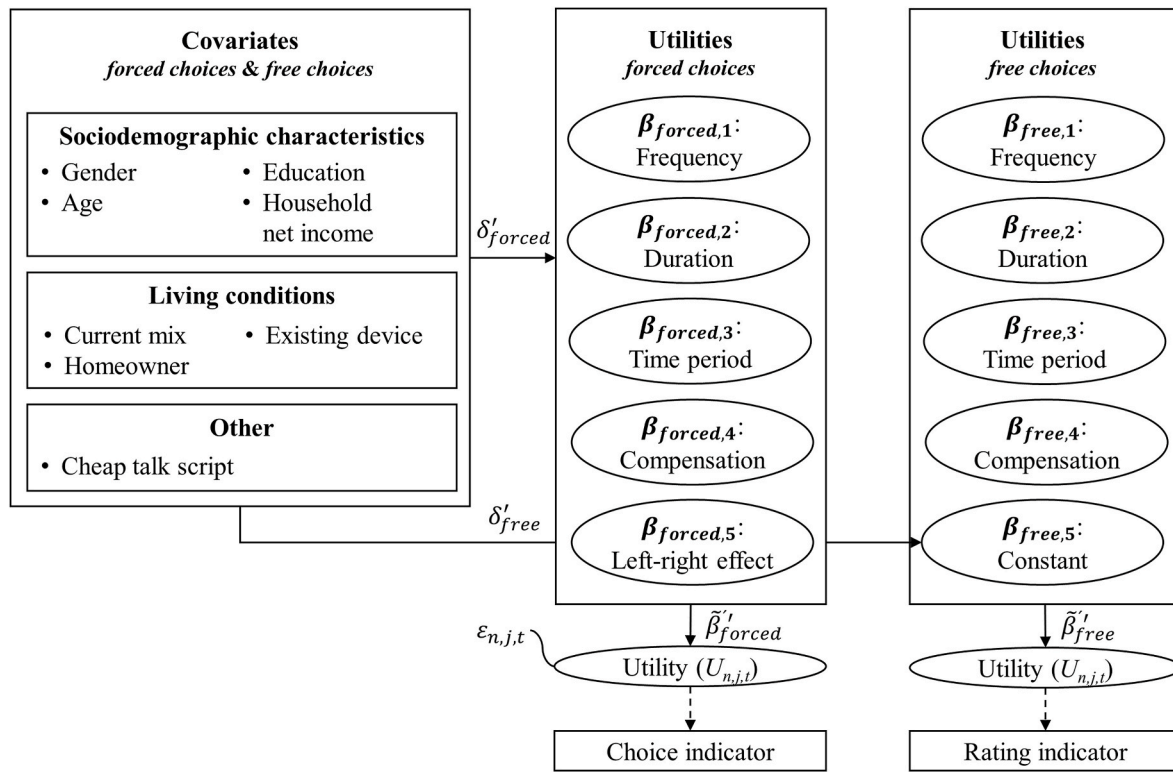 Covariates
forced choices & free choices
Sociodemographic characteristics
• Gender
• Age
• Education
• Household
net income
Living conditions
• Current mix
• Homeowner
• Existing device
Other
• Cheap talk script
δ′forced
δ′free
Utilities
forced choices
βforced,1:
Frequency
βforced,2:
Duration
βforced,3:
Time period
βforced,4:
Compensation
βforced,5:
Left-right effect
Utilities
free choices
βfree,1:
Frequency
βfree,2:
Duration
βfree,3:
Time period
βfree,4:
Compensation
βfree,5:
Constant
β̃′forced
β̃′free
εn,j,t
Utility (Un,j,t)
Utility (Un,j,t)
Choice indicator
Rating indicator